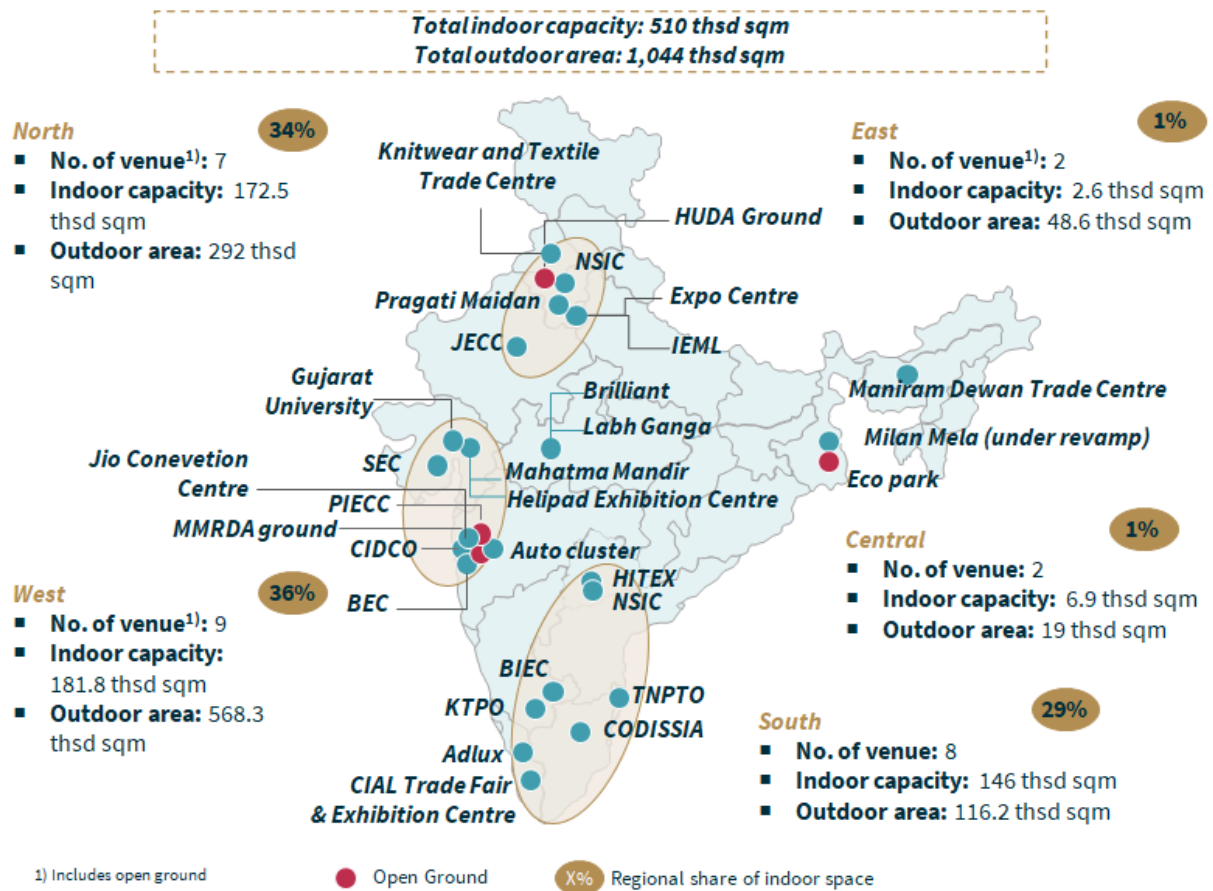 Total indoor capacity: 510 thsd sqm
Total outdoor area: 1,044 thsd sqm
North
34%
■ No. of venue1): 7
■ Indoor capacity: 172.5
thsd sqm
■ Outdoor area: 292 thsd
sqm
East
1%
■ No. of venue1): 2
■ Indoor capacity: 2.6 thsd sqm
■ Outdoor area: 48.6 thsd sqm
Knitwear and Textile
Trade Centre
HUDA Ground
NSIC
Pragati Maidan
Expo Centre
JECC
IEML
Gujarat
University
Brilliant
Labh Ganga
Maniram Dewan Trade Centre
Milan Mela (under revamp)
Eco park
SEC
Mahatma Mandir
Helipad Exhibition Centre
Jio Conevetion
Centre
PIECC
MMRDA ground
CIDCO
Auto cluster
BEC
West
36%
■ No. of venue1): 9
■ Indoor capacity:
181.8 thsd sqm
■ Outdoor area: 568.3
thsd sqm
Central
1%
■ No. of venue: 2
■ Indoor capacity: 6.9 thsd sqm
■ Outdoor area: 19 thsd sqm
HITEX
NSIC
BIEC
KTPO
TNPTO
CODISSIA
Adlux
CIAL Trade Fair
& Exhibition Centre
South
29%
■ No. of venue: 8
■ Indoor capacity: 146 thsd sqm
■ Outdoor area: 116.2 thsd sqm
1) Includes open ground
Open Ground
X% Regional share of indoor space